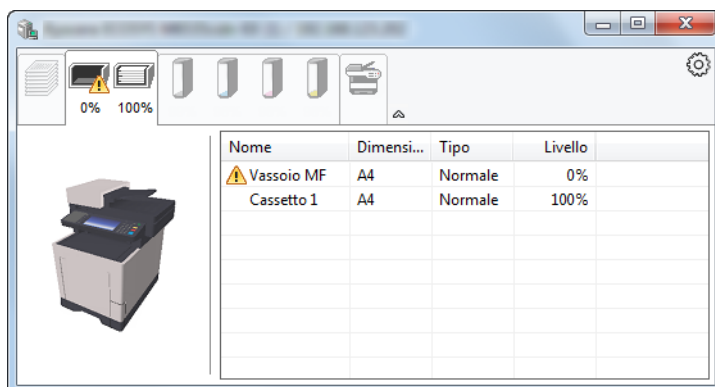 0% 100%
Nome Dimensi... Tipo Livello
Vassoio MF A4 Normale 0%
Cassetto 1 A4 Normale 100%